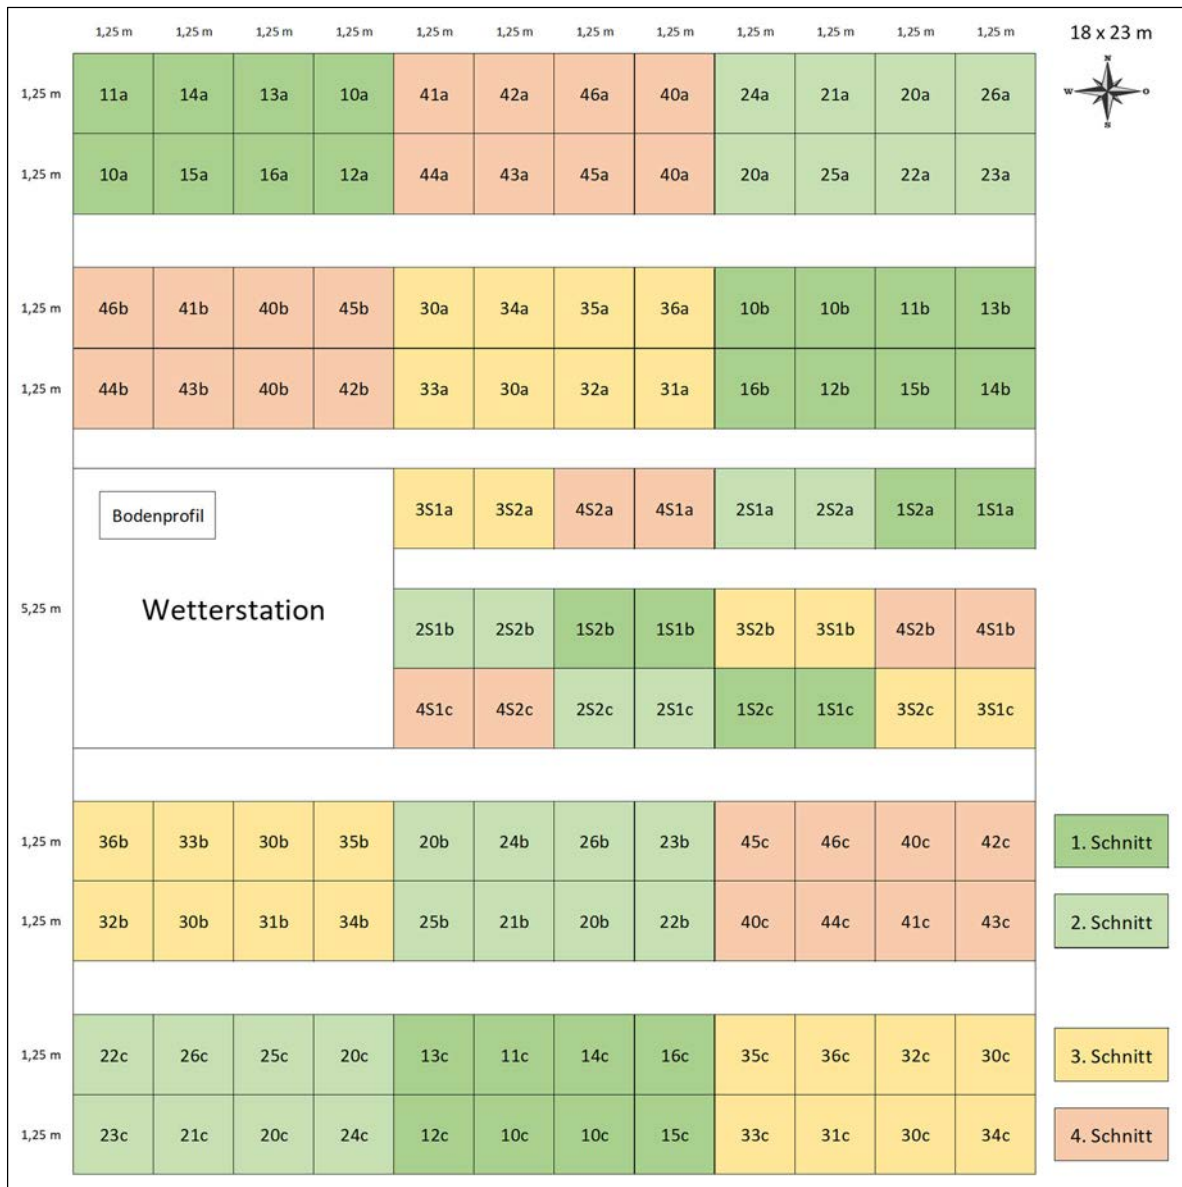 1,25 m 1,25 m 1,25 m 1,25 m 1,25 m 1,25 m 1,25 m 1,25 m 1,25 m 1,25 m 1,25 m 1,25 m 18 x 23 m
N
W O
S
1,25 m 11a 14a 13a 10a 41a 42a 46a 40a 24a 21a 20a 26a
1,25 m 10a 15a 16a 12a 44a 43a 45a 40a 20a 25a 22a 23a
1,25 m 46b 41b 40b 45b 30a 34a 35a 36a 10b 10b 11b 13b
1,25 m 44b 43b 40b 42b 33a 30a 32a 31a 16b 12b 15b 14b
Bodenprofil 3S1a 3S2a 4S2a 4S1a 2S1a 2S2a 1S2a 1S1a
5,25 m Wetterstation 2S1b 2S2b 1S2b 1S1b 3S2b 3S1b 4S2b 4S1b
4S1c 4S2c 2S2c 2S1c 1S2c 1S1c 3S2c 3S1c
1,25 m 36b 33b 30b 35b 20b 24b 26b 23b 45c 46c 40c 42c 1. Schnitt
1,25 m 32b 30b 31b 34b 25b 21b 20b 22b 40c 44c 41c 43c 2. Schnitt
1,25 m 22c 26c 25c 20c 13c 11c 14c 16c 35c 36c 32c 30c 3. Schnitt
1,25 m 23c 21c 20c 24c 12c 10c 10c 15c 33c 31c 30c 34c 4. Schnitt